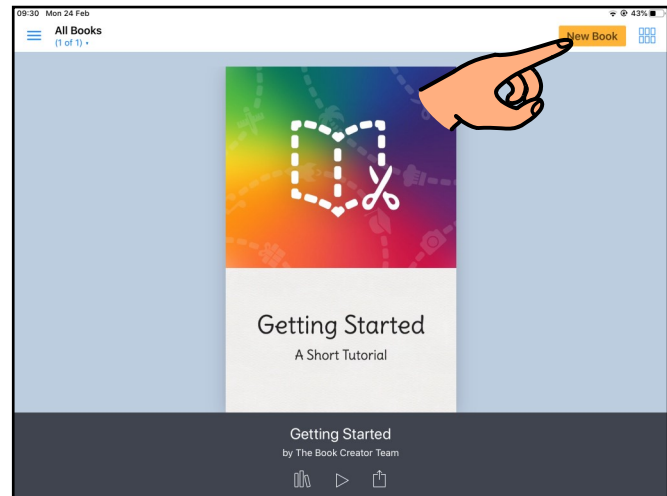 09:30 Mon 24 Feb
43%
All Books
(1 of 1)
New Book
Getting Started
A Short Tutorial
Getting Started
by The Book Creator Team